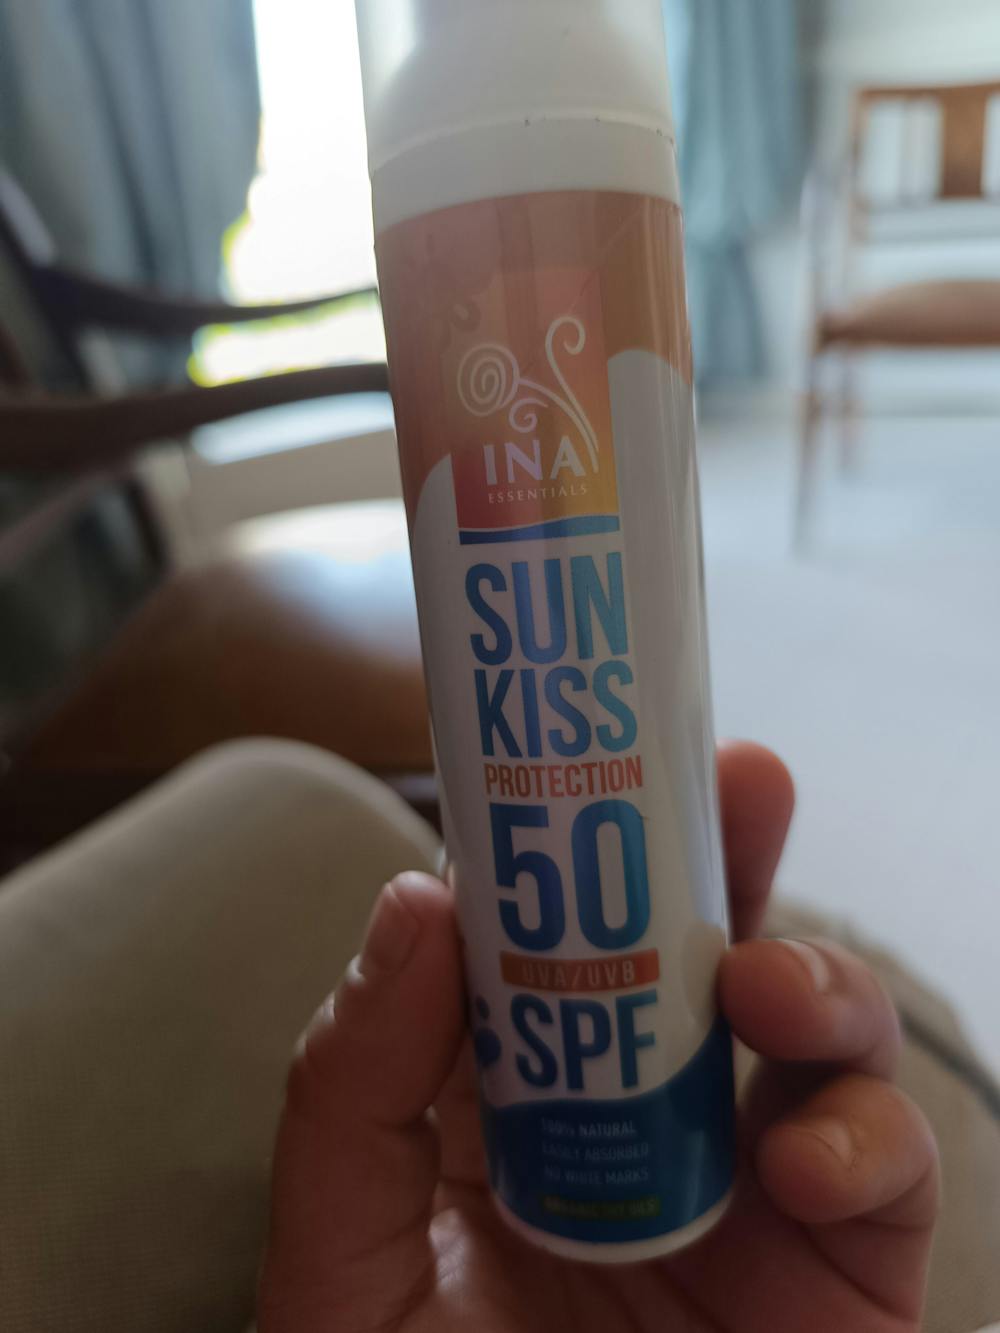 INA
ESSENTIALS
SUN
KISS
PROTECTION
50
UVA/UVB
SPF
100% NATURAL
EASILY ABSORBED
NO WHITE MARKS